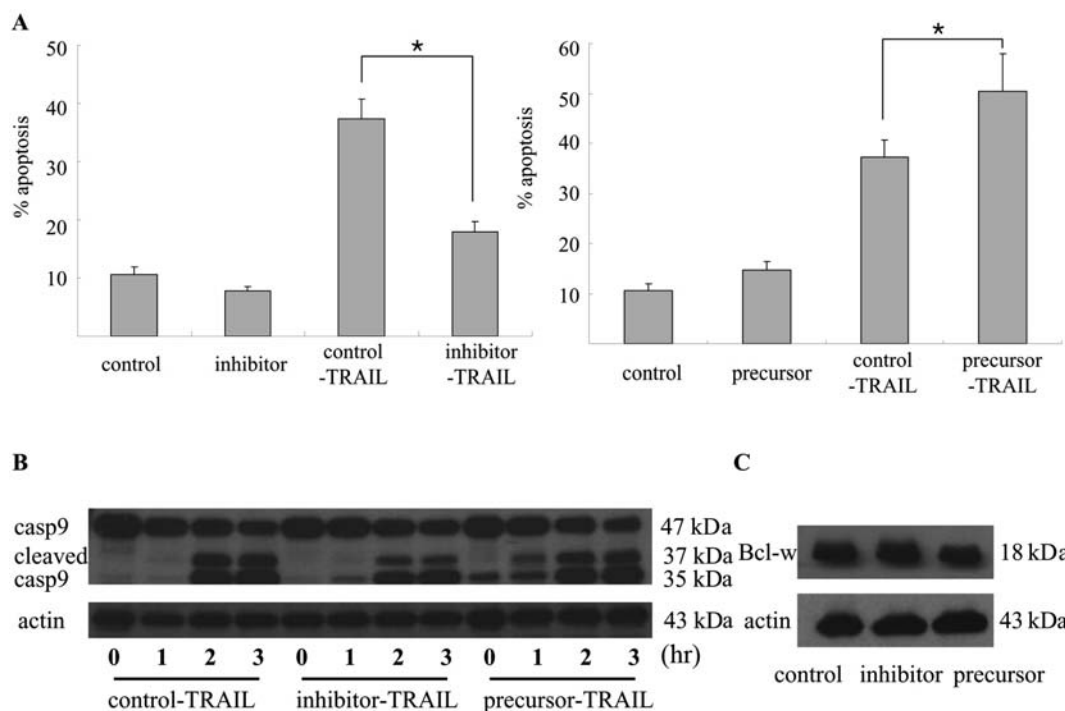 A
50
40
30
20
10
% apoptosis
*
control
inhibitor
control
-TRAIL
inhibitor
-TRAIL
60
50
40
30
20
10
% apoptosis
*
control
precursor
control
-TRAIL
precursor
-TRAIL
B
casp9
47 kDa
cleaved
37 kDa
casp9
35 kDa
actin
43 kDa
0 1 2 3 0 1 2 3 0 1 2 3 (hr)
control-TRAIL inhibitor-TRAIL precursor-TRAIL
C
Bcl-w
18 kDa
actin
43 kDa
control inhibitor precursor